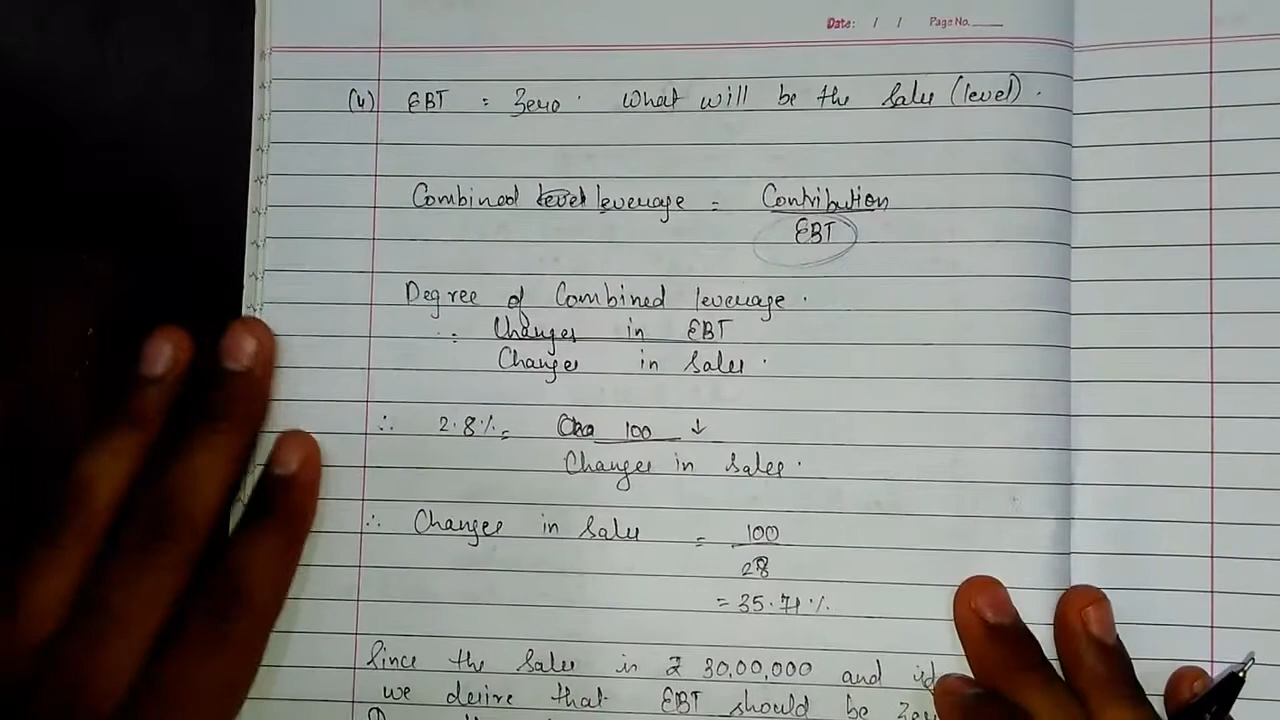 Date: / / Page No.
(4) EBT = Zero. What will be the Sales (level).
Combined leverage = Contribution
EBT
Degree of Combined leverage.
= Changes in EBT
Changes in Sales.
∴ 2.8% = 100 ↓
Changes in Sales.
∴ Changes in Sales = 100
28
= 35.71%
Since the Sales is ₹ 30,00,000 and
we desire that EBT should be